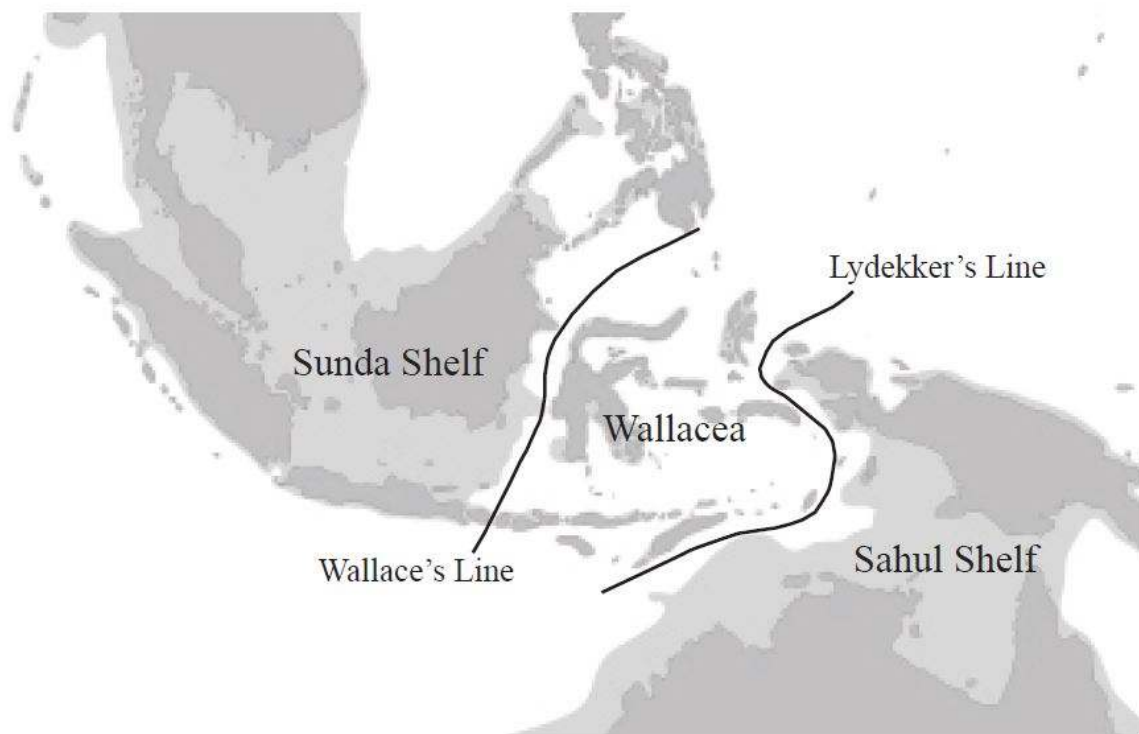 Lydekker's Line
Sunda Shelf
Wallacea
Sahul Shelf
Wallace's Line